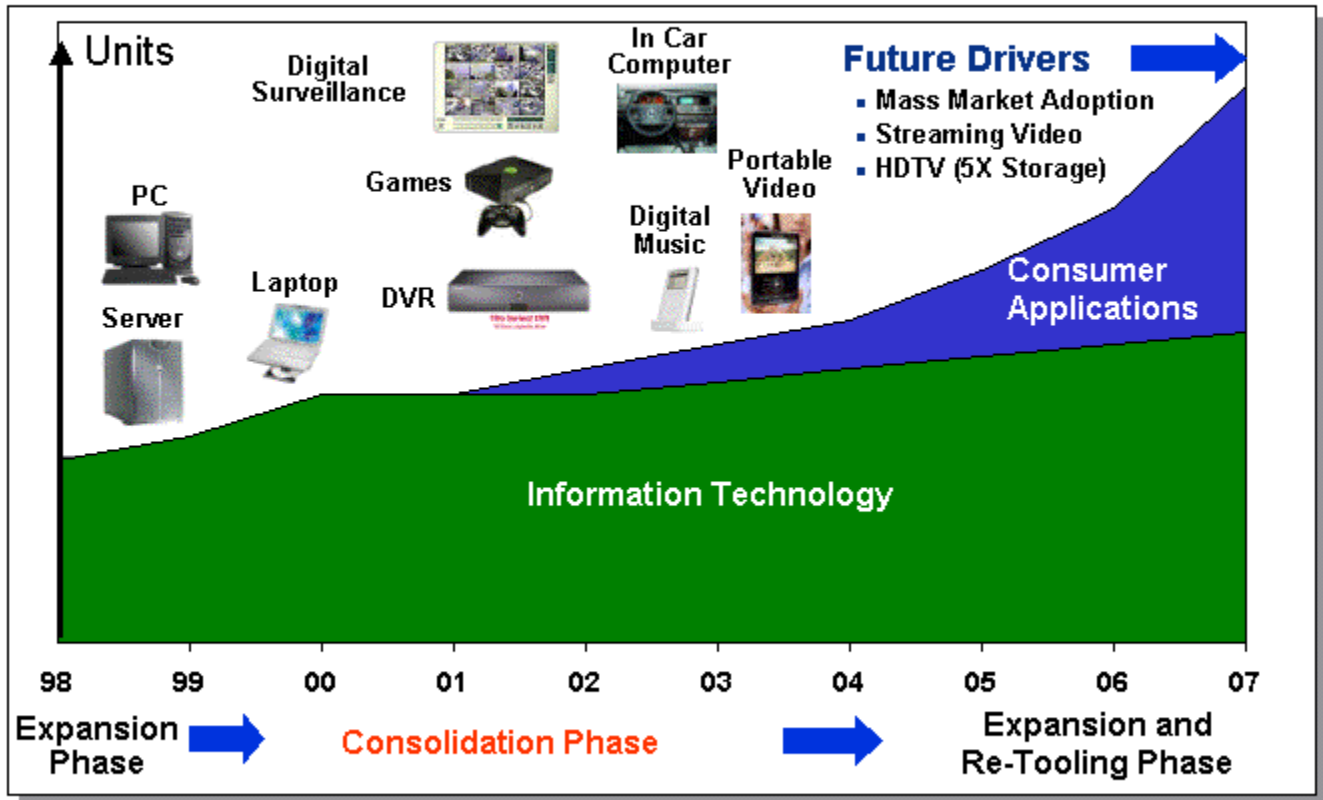 Units
Digital
Surveillance
In Car
Computer
Future Drivers
▪ Mass Market Adoption
▪ Streaming Video
▪ HDTV (5X Storage)
PC
Games
Portable
Video
Digital
Music
Laptop
DVR
Server
Consumer
Applications
Information Technology
98 99 00 01 02 03 04 05 06 07
Expansion
Phase
Consolidation Phase
Expansion and
Re-Tooling Phase